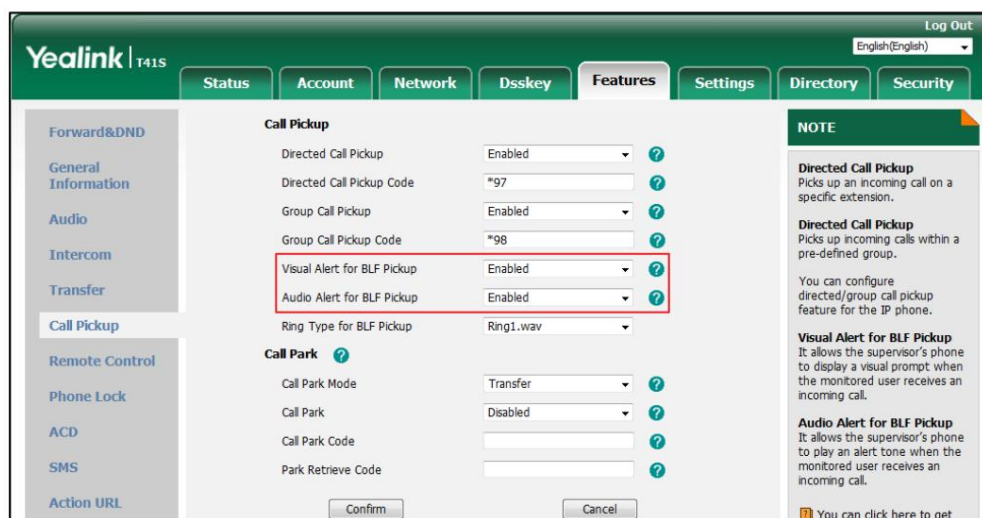 Log Out
English(English)
Yealink T41S
Status Account Network Dsskey Features Settings Directory Security
Forward&DND
General
Information
Audio
Intercom
Transfer
Call Pickup
Remote Control
Phone Lock
ACD
SMS
Action URL
Call Pickup
Directed Call Pickup Enabled ?
Directed Call Pickup Code *97 ?
Group Call Pickup Enabled ?
Group Call Pickup Code *98 ?
Visual Alert for BLF Pickup Enabled ?
Audio Alert for BLF Pickup Enabled ?
Ring Type for BLF Pickup Ring1.wav
Call Park ?
Call Park Mode Transfer ?
Call Park Disabled ?
Call Park Code ?
Park Retrieve Code ?
Confirm Cancel
NOTE
Directed Call Pickup
Picks up an incoming call on a
specific extension.
Directed Call Pickup
Picks up incoming calls within a
pre-defined group.
You can configure
directed/group call pickup
feature for the IP phone.
Visual Alert for BLF Pickup
It allows the supervisor's phone
to display a visual prompt when
the monitored user receives an
incoming call.
Audio Alert for BLF Pickup
It allows the supervisor's phone
to play an alert tone when the
monitored user receives an
incoming call.
? You can click here to get